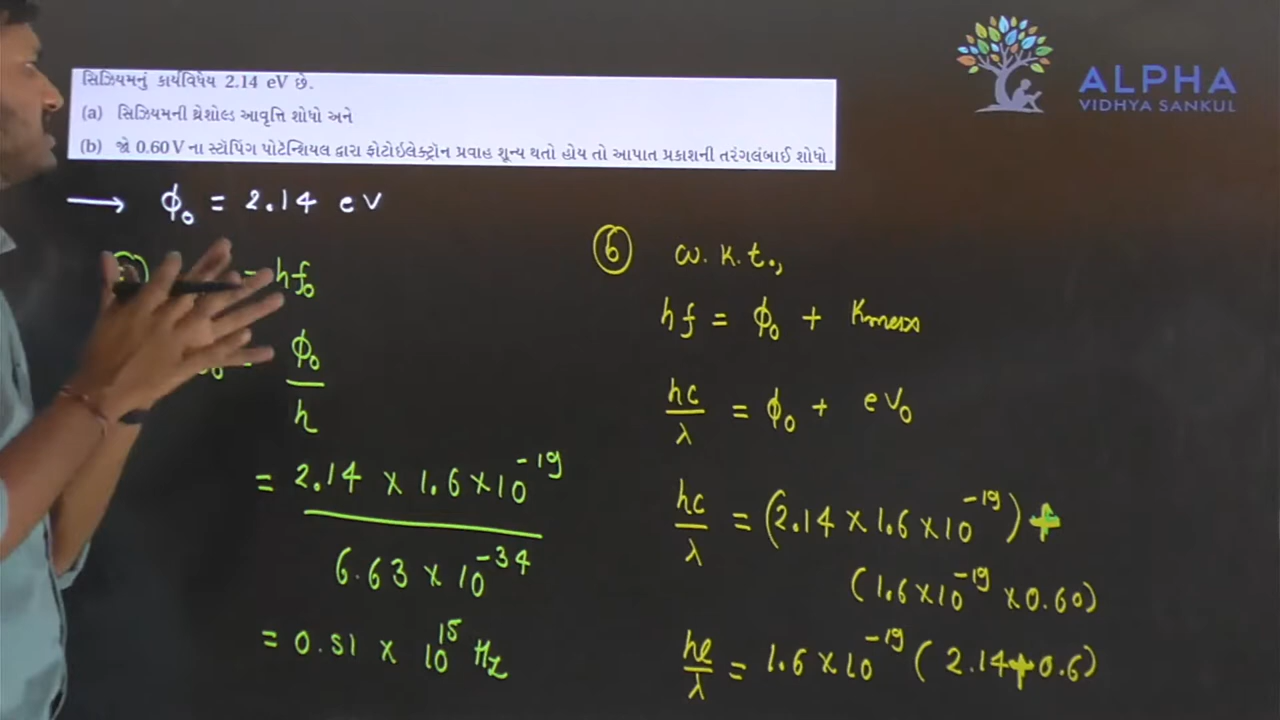 ALPHA
VIDHYA SANKUL
સિઝિયમનું કાર્યવિધેય 2.14 eV છે.
(a) સિઝિયમની થ્રેશોલ્ડ આવૃત્તિ શોધો અને
(b) જો 0.60 V ના સ્ટૉપિંગ પોટેન્શિયલ દ્વારા ફોટોઇલેક્ટ્રૉન પ્રવાહ શૂન્ય થતો હોય તો આપાત પ્રકાશની તરંગલંબાઈ શોધો.
→ ϕ₀ = 2.14 eV
= hf₀
= ϕ₀ / h
= 2.14 × 1.6 × 10⁻¹⁹ / 6.63 × 10⁻³⁴
= 0.51 × 10¹⁵ Hz
(b) w.k.t.,
hf = ϕ₀ + Kmax
hc/λ = ϕ₀ + eV₀
hc/λ = (2.14 × 1.6 × 10⁻¹⁹) +
(1.6 × 10⁻¹⁹ × 0.60)
hc/λ = 1.6 × 10⁻¹⁹ (2.14 + 0.6)